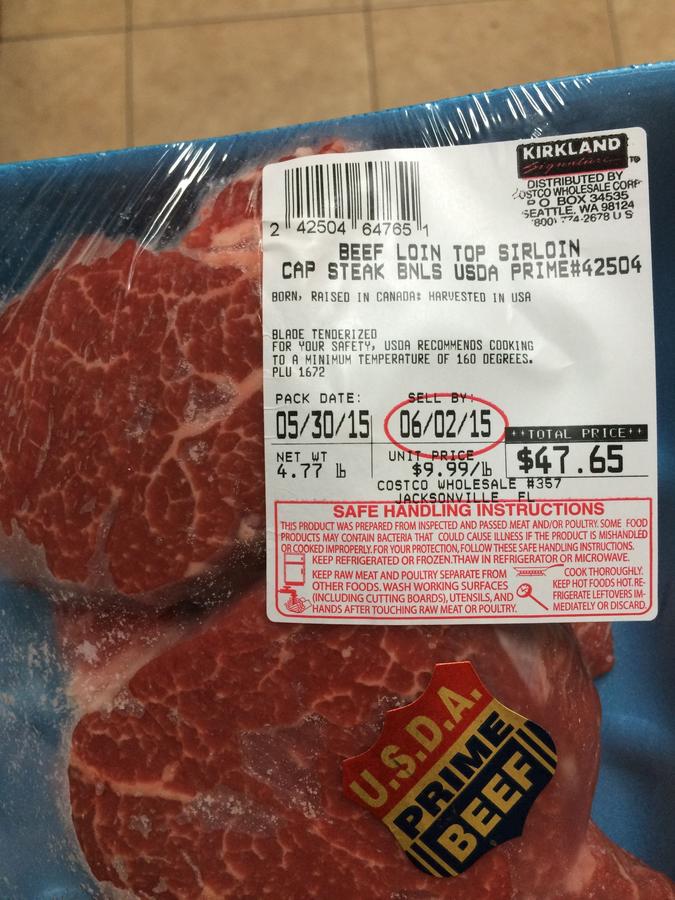 KIRKLAND
Signature
DISTRIBUTED BY
COSTCO WHOLESALE CORP
P O BOX 34535
SEATTLE, WA 98124
2678 U S
2 42504 64765 1
BEEF LOIN TOP SIRLOIN
CAP STEAK BNLS USDA PRIME#42504
BORN, RAISED IN CANADA: HARVESTED IN USA
BLADE TENDERIZED
FOR YOUR SAFETY, USDA RECOMMENDS COOKING
TO A MINIMUM TEMPERATURE OF 160 DEGREES.
PLU 1672
PACK DATE: SELL BY:
05/30/15 06/02/15
**TOTAL PRICE**
NET WT UNIT PRICE
4.77 lb $9.99/lb $47.65
COSTCO WHOLESALE #357
JACKSONVILLE, FL
SAFE HANDLING INSTRUCTIONS
THIS PRODUCT WAS PREPARED FROM INSPECTED AND PASSED MEAT AND/OR POULTRY. SOME FOOD
PRODUCTS MAY CONTAIN BACTERIA THAT COULD CAUSE ILLNESS IF THE PRODUCT IS MISHANDLED
OR COOKED IMPROPERLY. FOR YOUR PROTECTION, FOLLOW THESE SAFE HANDLING INSTRUCTIONS.
KEEP REFRIGERATED OR FROZEN. THAW IN REFRIGERATOR OR MICROWAVE.
KEEP RAW MEAT AND POULTRY SEPARATE FROM
OTHER FOODS. WASH WORKING SURFACES
(INCLUDING CUTTING BOARDS), UTENSILS, AND
HANDS AFTER TOUCHING RAW MEAT OR POULTRY.
COOK THOROUGHLY.
KEEP HOT FOODS HOT. RE-
FRIGERATE LEFTOVERS IM-
MEDIATELY OR DISCARD.
U.S.D.A.
PRIME
BEEF